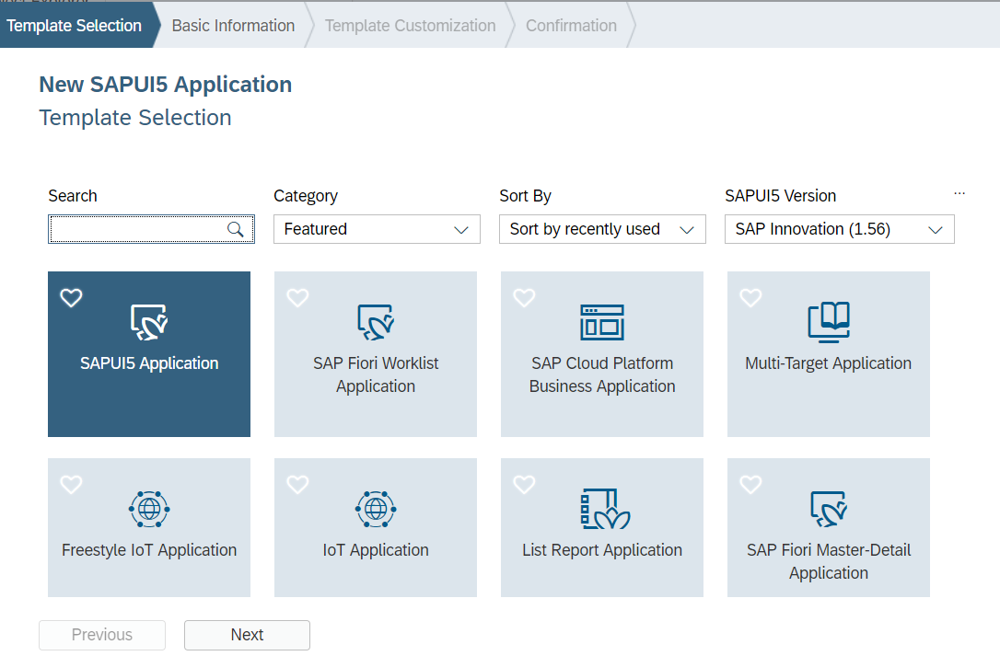 Template Selection
Basic Information
Template Customization
Confirmation
New SAPUI5 Application
Template Selection
Search
Category
Sort By
SAPUI5 Version
...
Featured
Sort by recently used
SAP Innovation (1.56)
SAPUI5 Application
SAP Fiori Worklist
Application
SAP Cloud Platform
Business Application
Multi-Target Application
Freestyle IoT Application
IoT Application
List Report Application
SAP Fiori Master-Detail
Application
Previous
Next